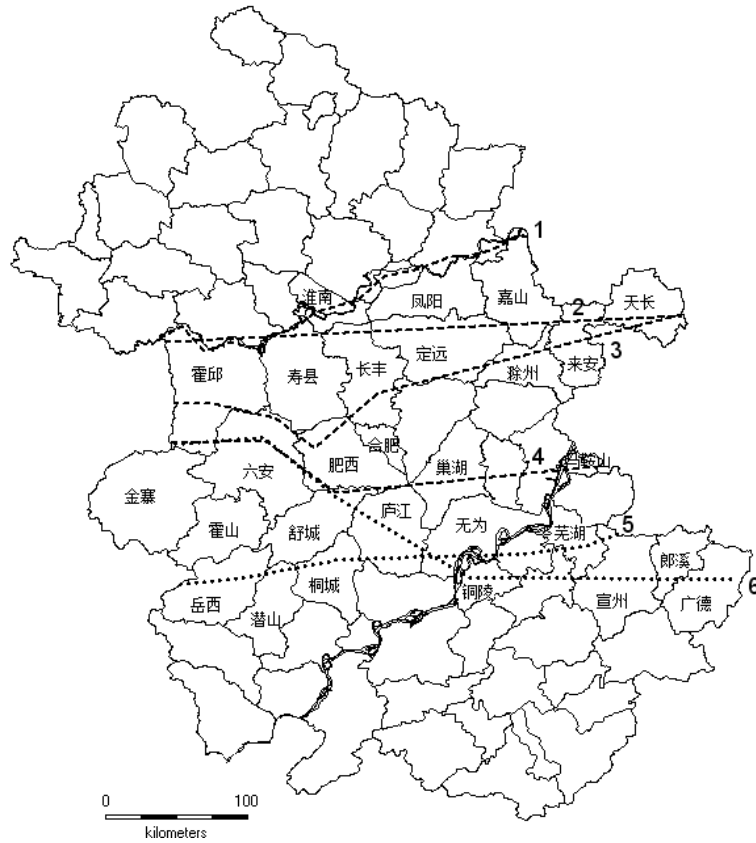 1
淮南
凤阳
嘉山
2
天长
3
霍邱
寿县
长丰
定远
滁州
来安
合肥
肥西
巢湖
4
马鞍山
金寨
六安
霍山
舒城
庐江
无为
芜湖
5
郎溪
岳西
潜山
桐城
铜陵
宣州
广德
6
0 100
kilometers